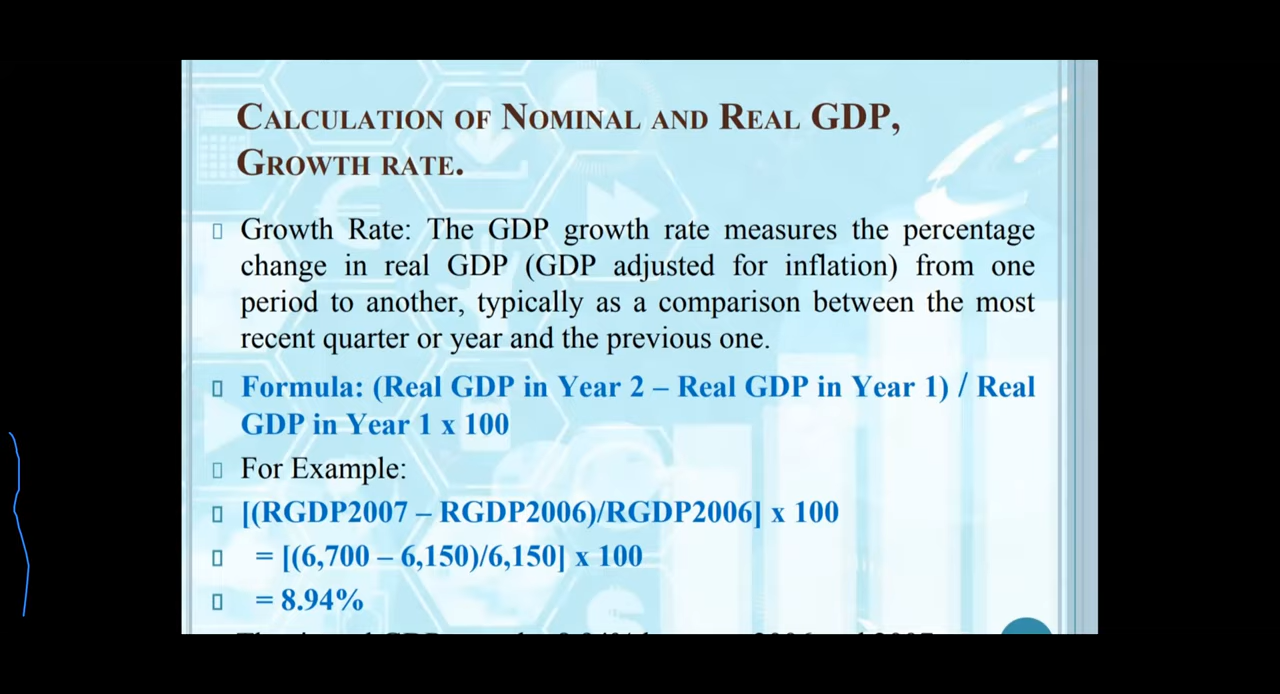 CALCULATION OF NOMINAL AND REAL GDP,
GROWTH RATE.
Growth Rate: The GDP growth rate measures the percentage
change in real GDP (GDP adjusted for inflation) from one
period to another, typically as a comparison between the most
recent quarter or year and the previous one.
Formula: (Real GDP in Year 2 – Real GDP in Year 1) / Real
GDP in Year 1 x 100
For Example:
[(RGDP2007 – RGDP2006)/RGDP2006] x 100
= [(6,700 – 6,150)/6,150] x 100
= 8.94%